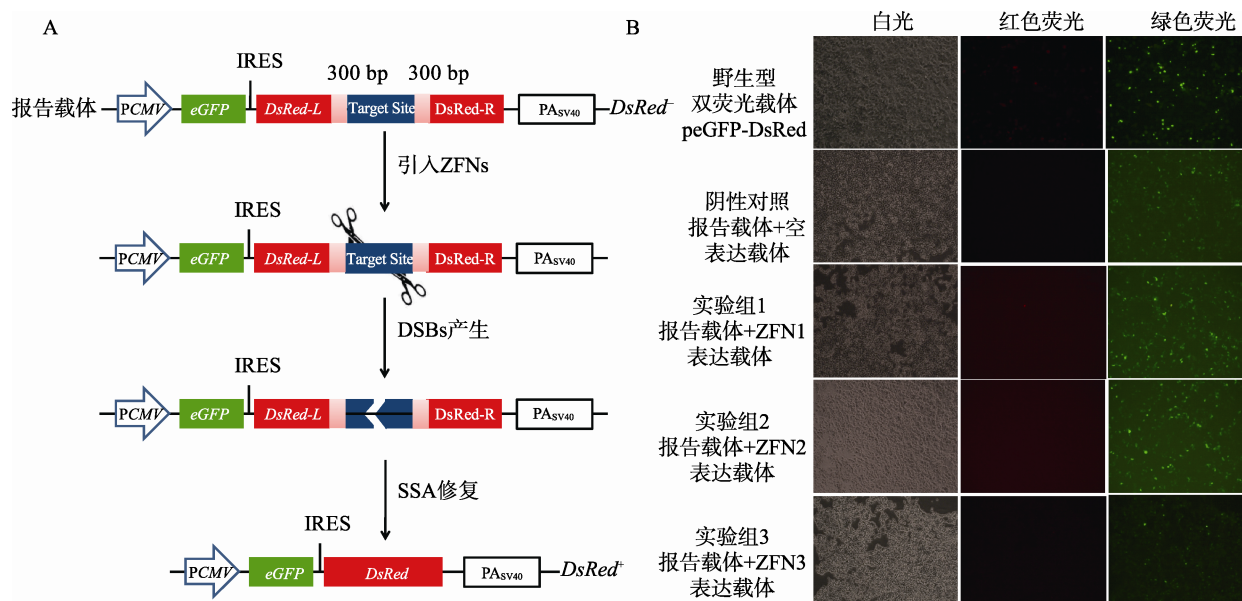 A
IRES
300 bp 300 bp
报告载体
PCMV eGFP DsRed-L Target Site DsRed-R PASV40 DsRed-
引入ZFNs
IRES
PCMV eGFP DsRed-L Target Site DsRed-R PASV40
DSBs产生
IRES
PCMV eGFP DsRed-L DsRed-R PASV40
SSA修复
IRES
PCMV eGFP DsRed PASV40 DsRed+
B
白光 红色荧光 绿色荧光
野生型
双荧光载体
peGFP-DsRed
阴性对照
报告载体+空
表达载体
实验组1
报告载体+ZFN1
表达载体
实验组2
报告载体+ZFN2
表达载体
实验组3
报告载体+ZFN3
表达载体